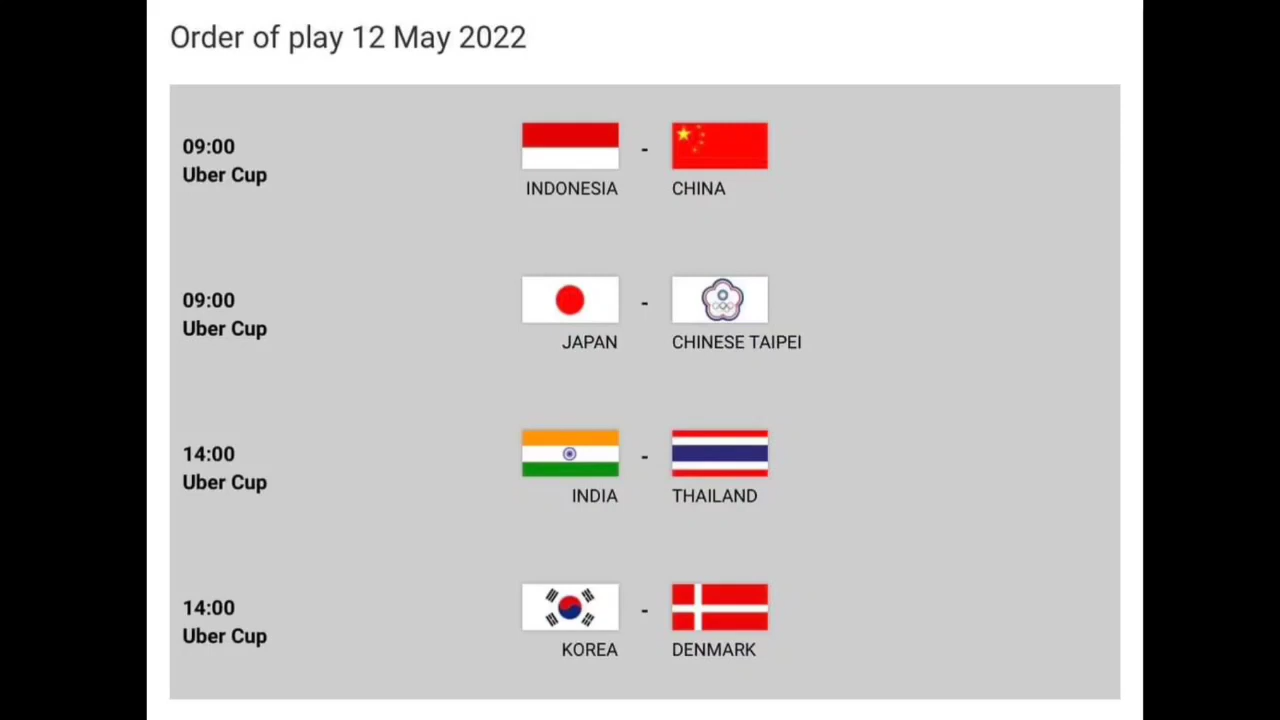 Order of play 12 May 2022
09:00
Uber Cup
INDONESIA - CHINA
09:00
Uber Cup
JAPAN - CHINESE TAIPEI
14:00
Uber Cup
INDIA - THAILAND
14:00
Uber Cup
KOREA - DENMARK